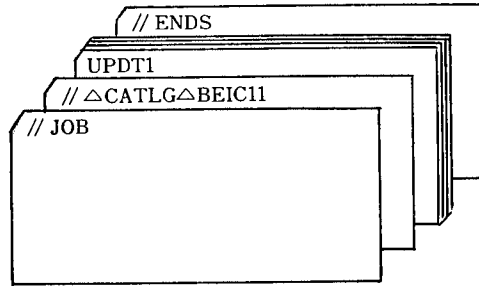 // ENDS
UPDT1
// △CATLG△BEIC11
// JOB